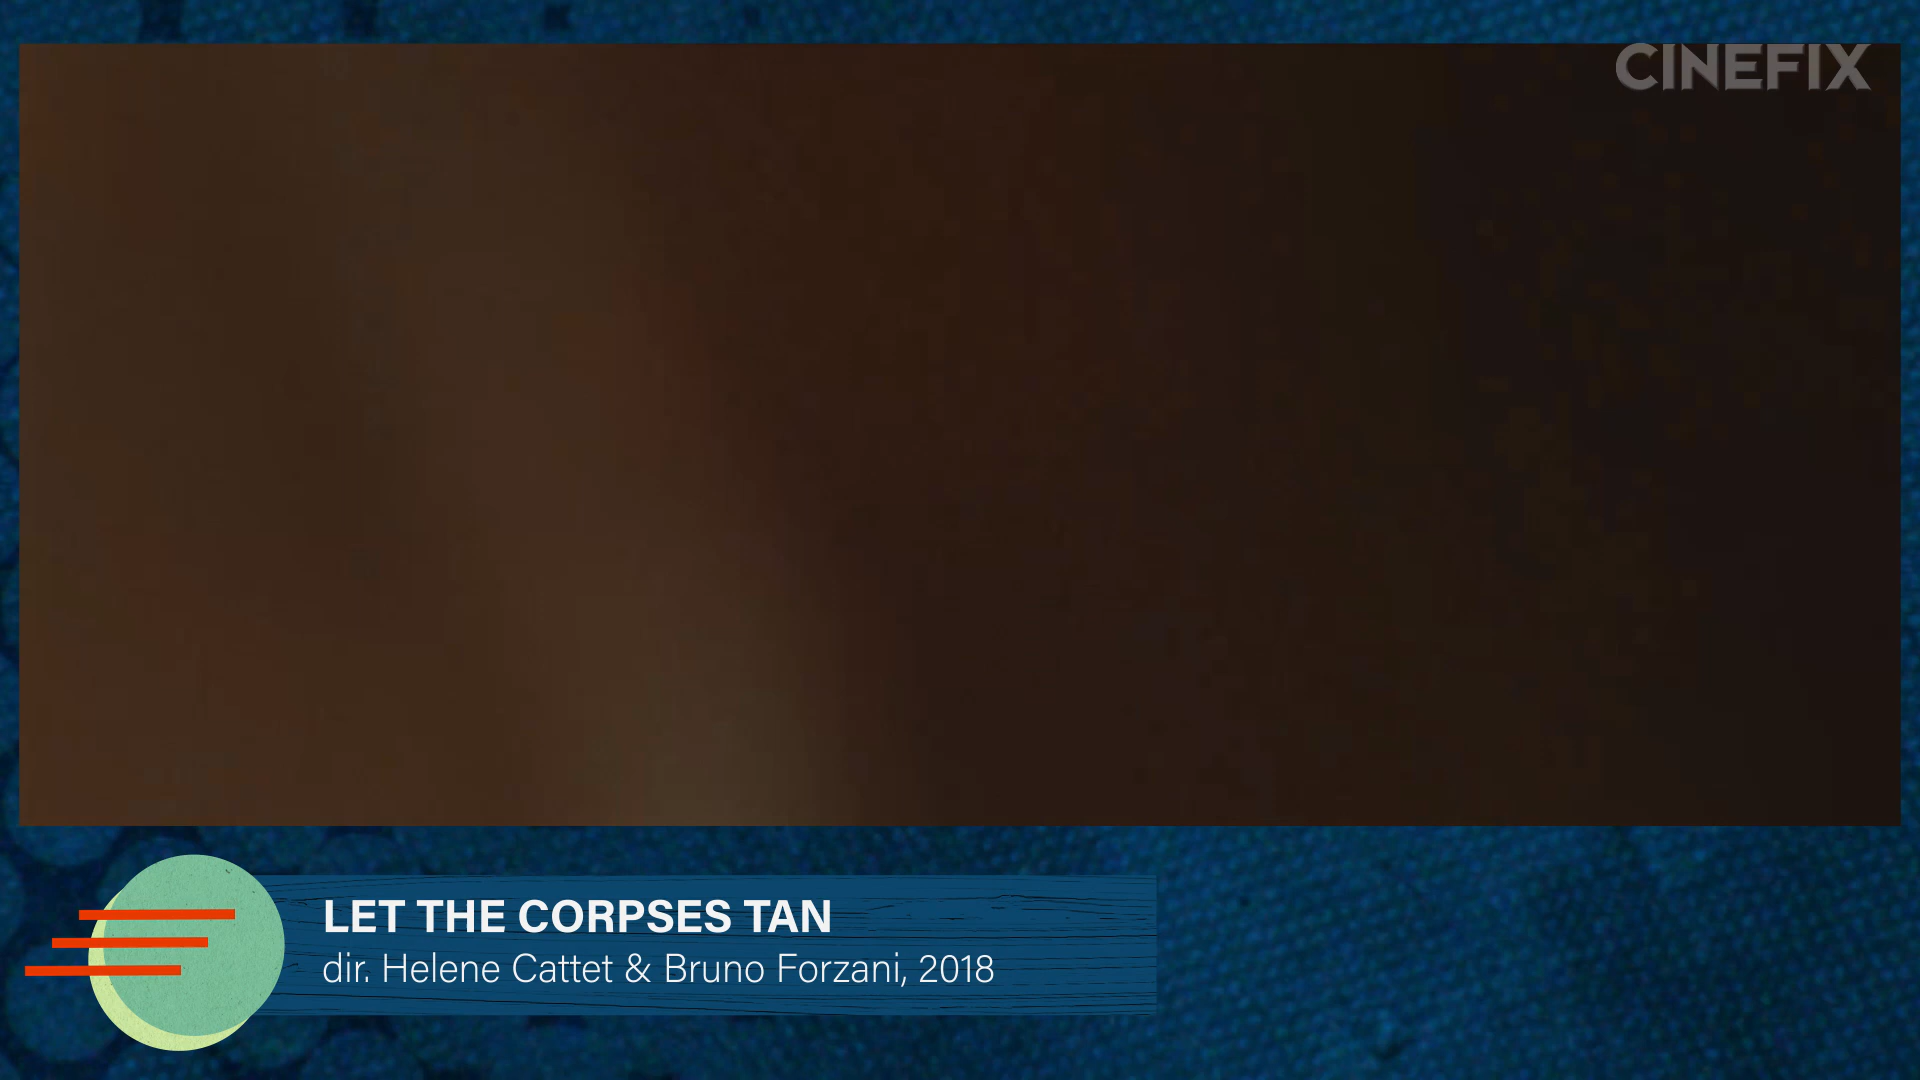 CINEFIX
LET THE CORPSES TAN
dir. Helene Cattet & Bruno Forzani, 2018